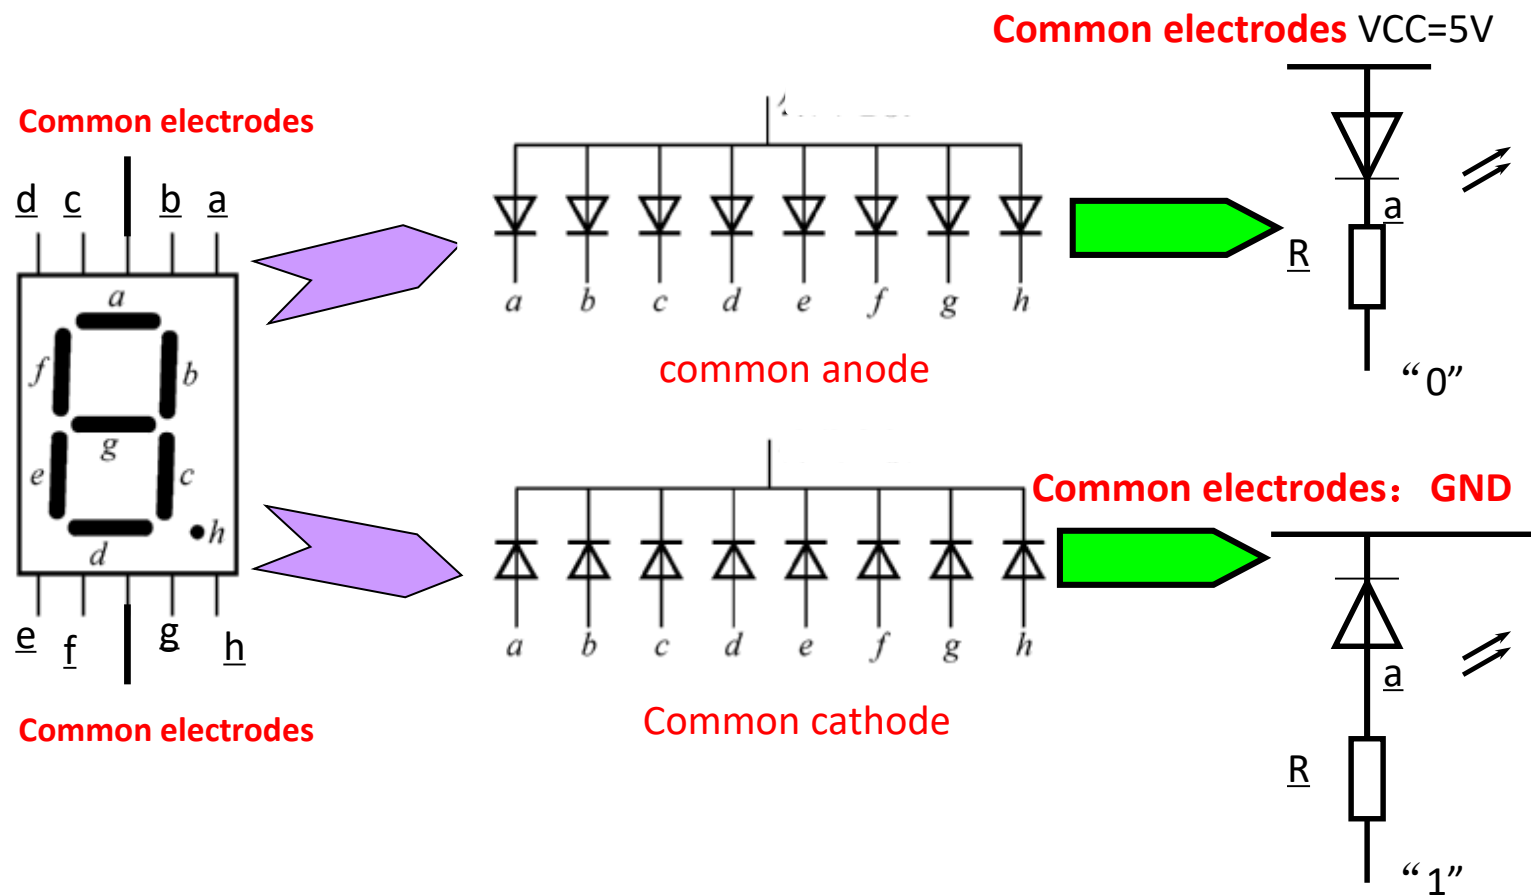 Common electrodes VCC=5V
Common electrodes
d c b a
a
f b
g
e c
d h
e f g h
Common electrodes
a b c d e f g h
common anode
a
R
“0”
a b c d e f g h
Common cathode
Common electrodes： GND
a
R
“1”